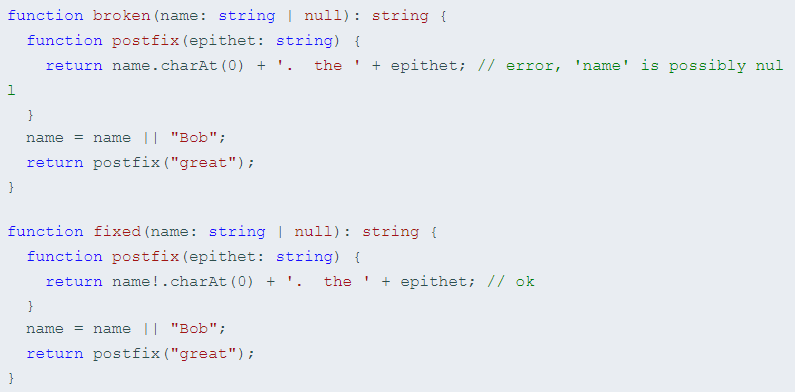 function broken(name: string | null): string {
  function postfix(epithet: string) {
    return name.charAt(0) + '.  the ' + epithet; // error, 'name' is possibly nul
l
  }
  name = name || "Bob";
  return postfix("great");
}

function fixed(name: string | null): string {
  function postfix(epithet: string) {
    return name!.charAt(0) + '.  the ' + epithet; // ok
  }
  name = name || "Bob";
  return postfix("great");
}